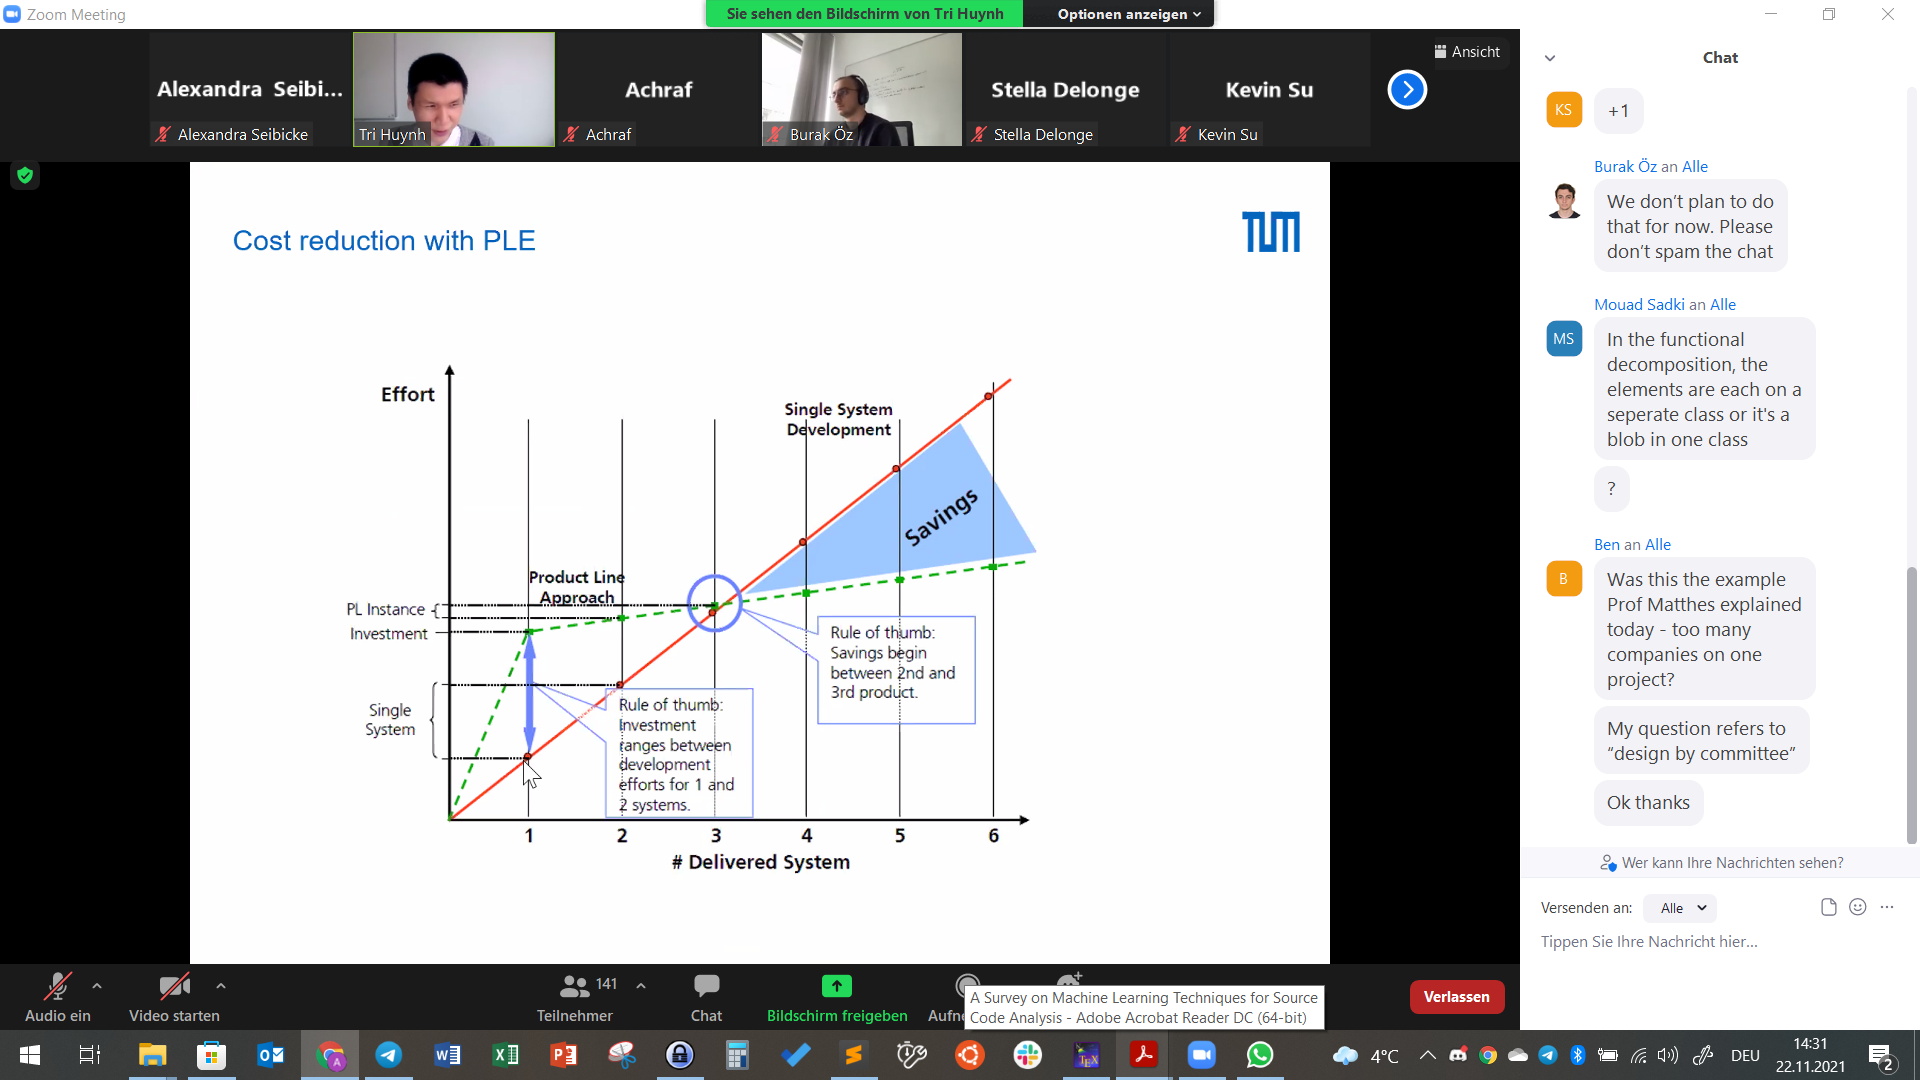 Zoom Meeting
Sie sehen den Bildschirm von Tri Huynh
Optionen anzeigen
Alexandra Seibi...
Alexandra Seibicke
Tri Huynh
Achraf
Achraf
Burak Öz
Stella Delonge
Stella Delonge
Kevin Su
Kevin Su
Ansicht
Cost reduction with PLE
TUM
Effort
Single System
Development
Savings
Product Line
Approach
PL Instance
Investment
Single
System
Rule of thumb:
Savings begin
between 2nd and
3rd product.
Rule of thumb:
Investment
ranges between
development
efforts for 1 and
2 systems.
1
2
3
4
5
6
# Delivered System
Chat
KS
+1
Burak Öz an Alle
We don't plan to do
that for now. Please
don't spam the chat
Mouad Sadki an Alle
MS
In the functional
decomposition, the
elements are each on a
seperate class or it's a
blob in one class
?
Ben an Alle
B
Was this the example
Prof Matthes explained
today - too many
companies on one
project?
My question refers to
“design by committee”
Ok thanks
Wer kann Ihre Nachrichten sehen?
Versenden an:
Alle
Tippen Sie Ihre Nachricht hier...
Audio ein
Video starten
141
Teilnehmer
Chat
Bildschirm freigeben
Aufne
A Survey on Machine Learning Techniques for Source
Code Analysis - Adobe Acrobat Reader DC (64-bit)
Verlassen
4°C
DEU
14:31
22.11.2021
2